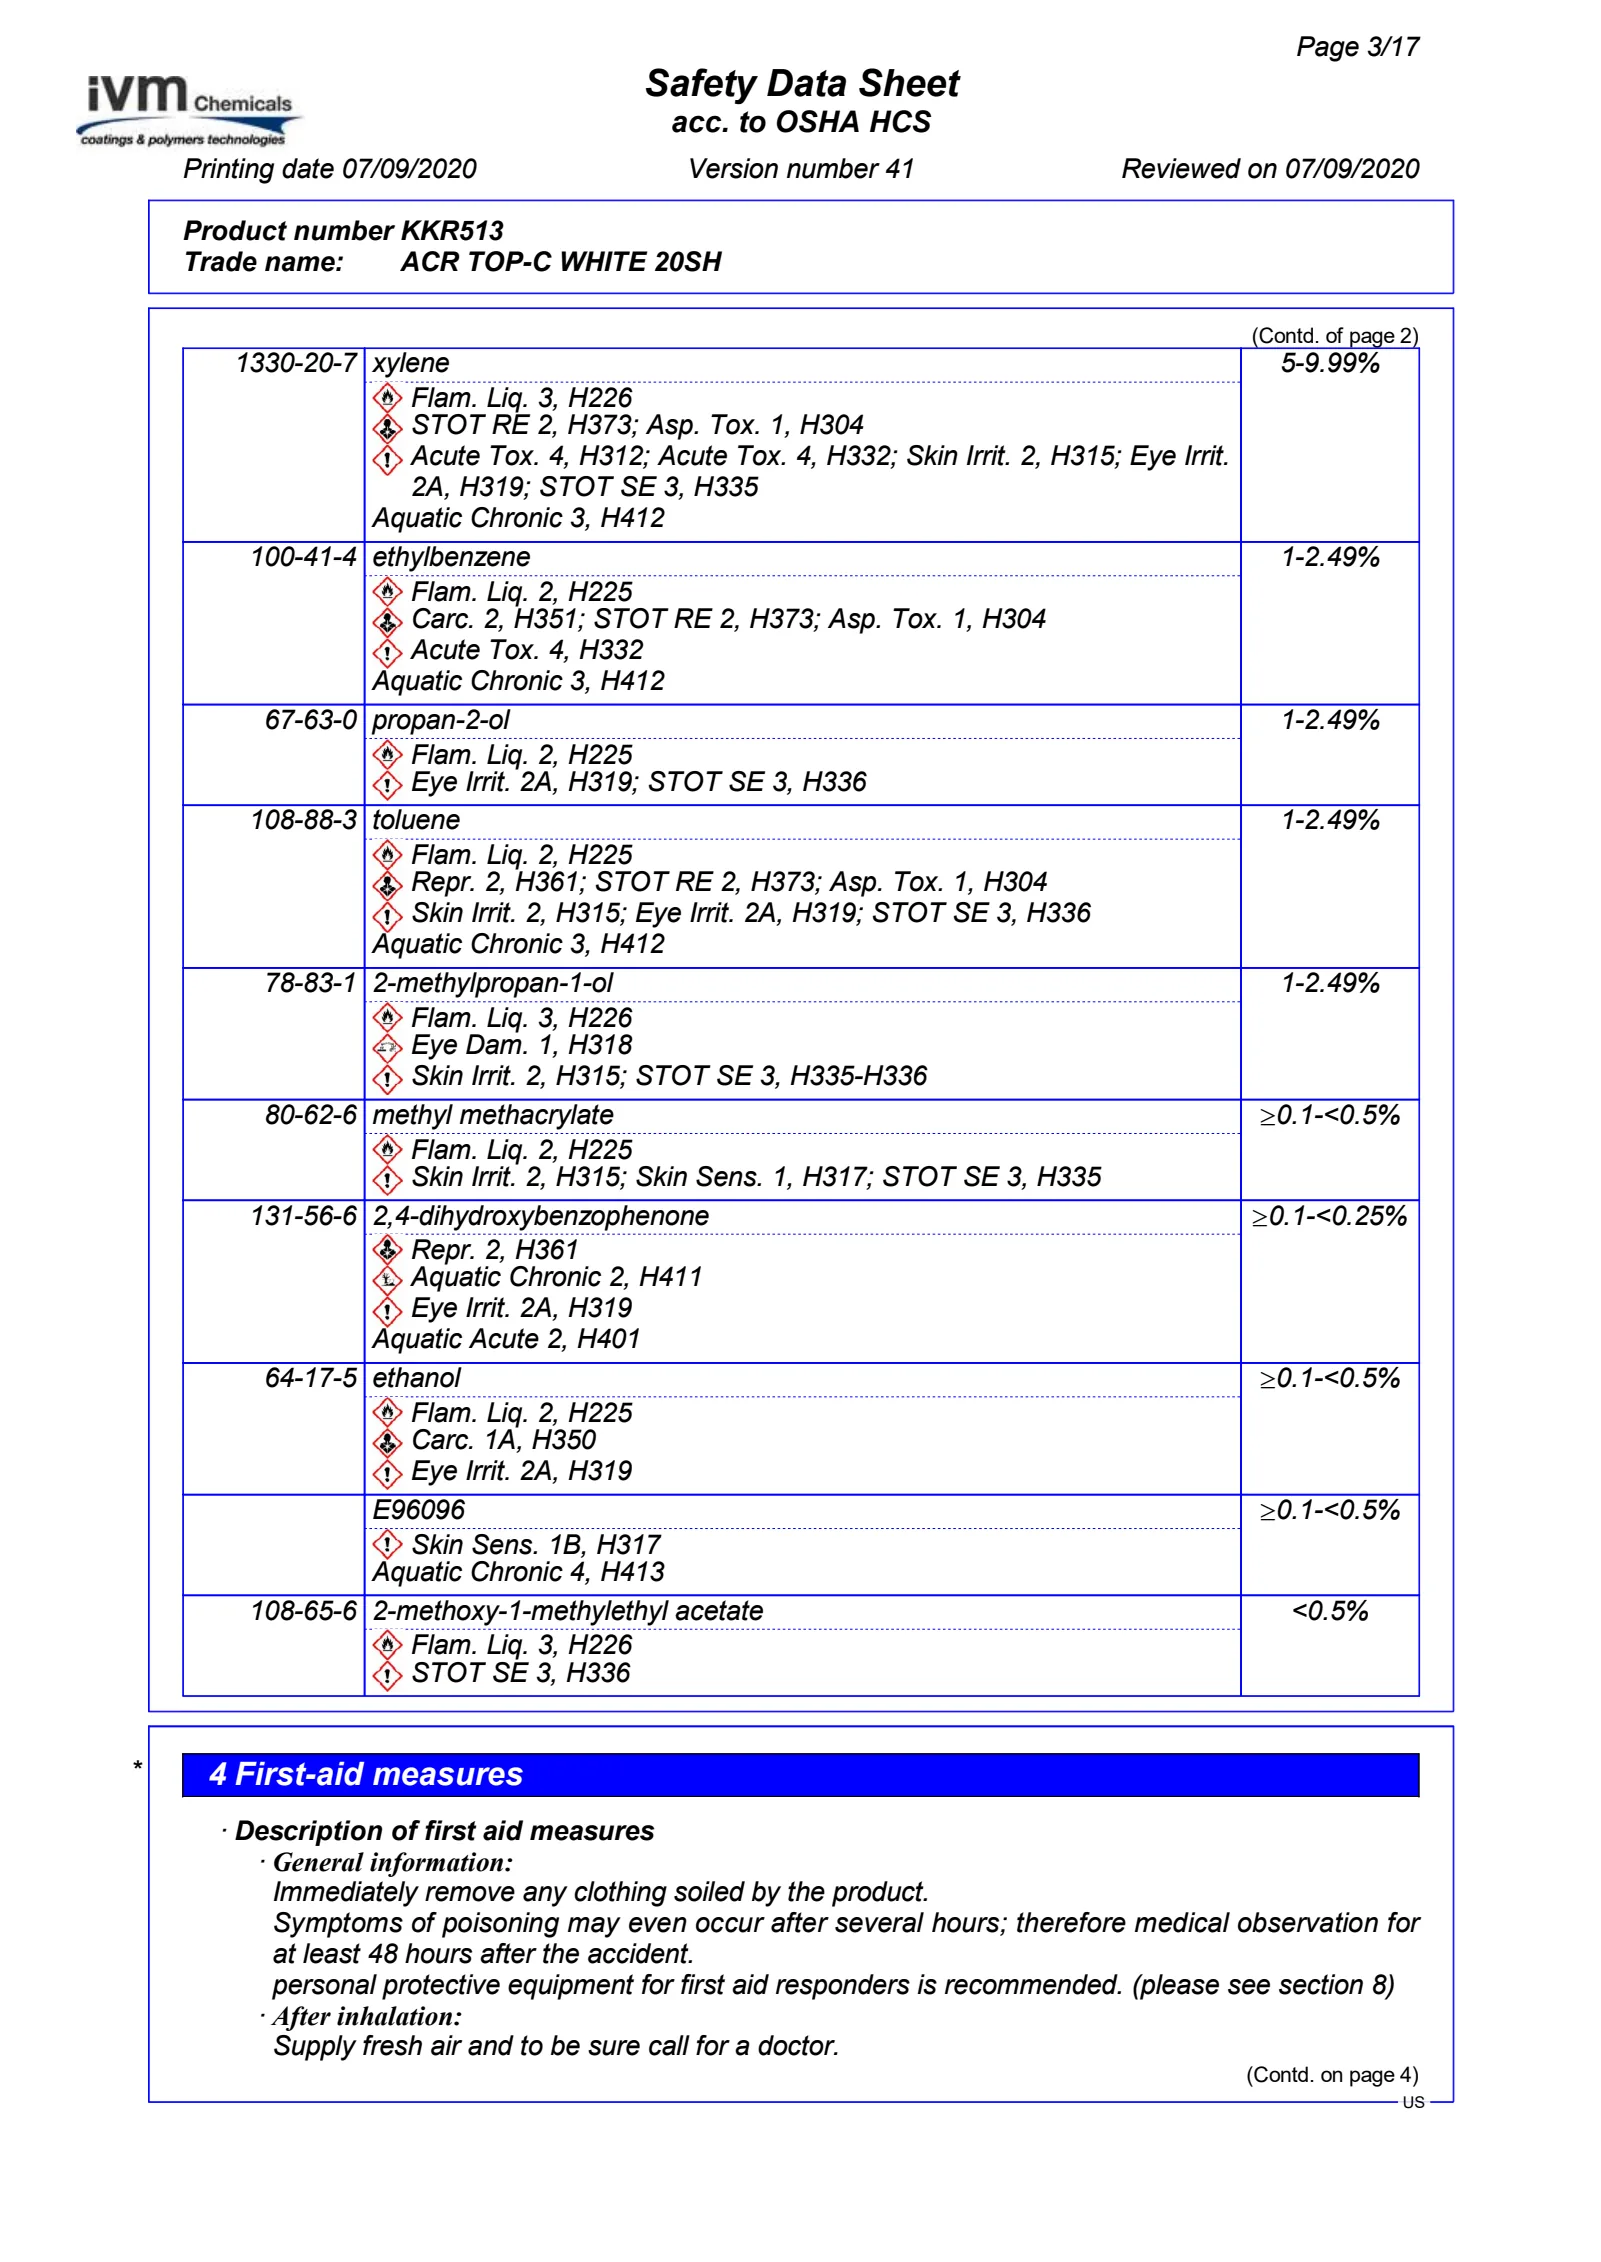 Page 3/17
ivm Chemicals
coatings & polymers technologies
Safety Data Sheet
acc. to OSHA HCS
Printing date 07/09/2020 Version number 41 Reviewed on 07/09/2020
Product number KKR513
Trade name: ACR TOP-C WHITE 20SH
(Contd. of page 2)
1330-20-7 xylene 5-9.99%
Flam. Liq. 3, H226
STOT RE 2, H373; Asp. Tox. 1, H304
Acute Tox. 4, H312; Acute Tox. 4, H332; Skin Irrit. 2, H315; Eye Irrit.
2A, H319; STOT SE 3, H335
Aquatic Chronic 3, H412
100-41-4 ethylbenzene 1-2.49%
Flam. Liq. 2, H225
Carc. 2, H351; STOT RE 2, H373; Asp. Tox. 1, H304
Acute Tox. 4, H332
Aquatic Chronic 3, H412
67-63-0 propan-2-ol 1-2.49%
Flam. Liq. 2, H225
Eye Irrit. 2A, H319; STOT SE 3, H336
108-88-3 toluene 1-2.49%
Flam. Liq. 2, H225
Repr. 2, H361; STOT RE 2, H373; Asp. Tox. 1, H304
Skin Irrit. 2, H315; Eye Irrit. 2A, H319; STOT SE 3, H336
Aquatic Chronic 3, H412
78-83-1 2-methylpropan-1-ol 1-2.49%
Flam. Liq. 3, H226
Eye Dam. 1, H318
Skin Irrit. 2, H315; STOT SE 3, H335-H336
80-62-6 methyl methacrylate ≥0.1-<0.5%
Flam. Liq. 2, H225
Skin Irrit. 2, H315; Skin Sens. 1, H317; STOT SE 3, H335
131-56-6 2,4-dihydroxybenzophenone ≥0.1-<0.25%
Repr. 2, H361
Aquatic Chronic 2, H411
Eye Irrit. 2A, H319
Aquatic Acute 2, H401
64-17-5 ethanol ≥0.1-<0.5%
Flam. Liq. 2, H225
Carc. 1A, H350
Eye Irrit. 2A, H319
E96096 ≥0.1-<0.5%
Skin Sens. 1B, H317
Aquatic Chronic 4, H413
108-65-6 2-methoxy-1-methylethyl acetate <0.5%
Flam. Liq. 3, H226
STOT SE 3, H336
* 4 First-aid measures
· Description of first aid measures
· General information:
Immediately remove any clothing soiled by the product.
Symptoms of poisoning may even occur after several hours; therefore medical observation for
at least 48 hours after the accident.
personal protective equipment for first aid responders is recommended. (please see section 8)
· After inhalation:
Supply fresh air and to be sure call for a doctor.
(Contd. on page 4)
US